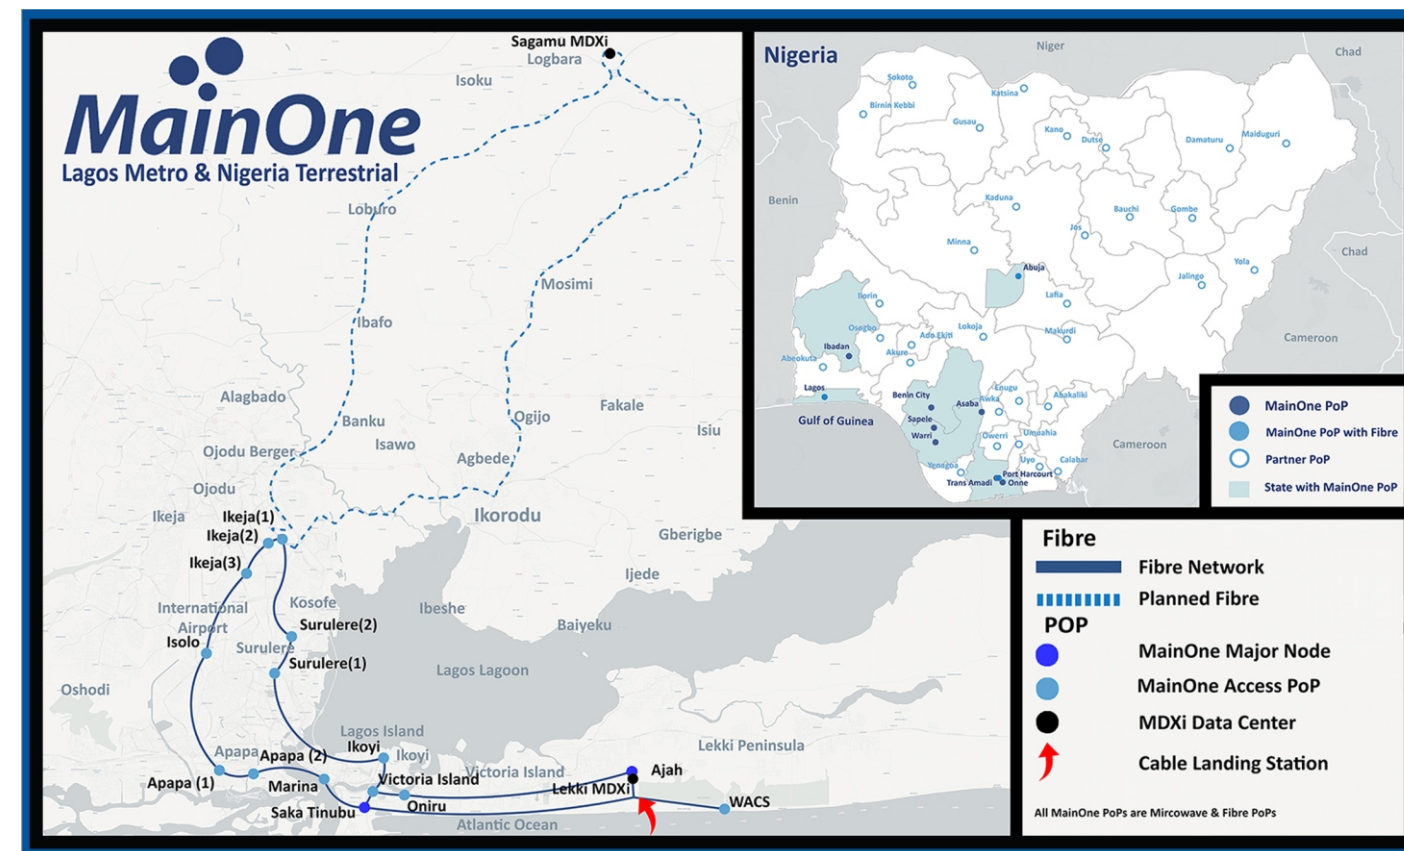 MainOne
Lagos Metro & Nigeria Terrestrial
Sagamu MDXi
Logbara
Isoku
Loburo
Mosimi
Ibafo
Alagbado
Banku
Isawo
Ogijo
Fakale
Isiu
Ojodu Berger
Agbede
Ojodu
Ikeja
Ikeja(1)
Ikeja(2)
Ikeja(3)
Ikorodu
Gberigbe
Ijede
International
Airport
Kosofe
Ibeshe
Baiyeku
Isolo
Surulere
Surulere(2)
Surulere(1)
Lagos Lagoon
Oshodi
Lagos Island
Apapa
Apapa (2)
Ikoyi
Ikoyi
Lekki Peninsula
Apapa (1)
Marina
Victoria Island
Victoria Island
Ajah
Lekki MDXi
Saka Tinubu
Oniru
WACS
Atlantic Ocean
Nigeria
Niger
Chad
Sokoto
Katsina
Birnin Kebbi
Gusau
Kano
Dutse
Damaturu
Maiduguri
Benin
Kaduna
Bauchi
Gombe
Jos
Minna
Chad
Yola
Abuja
Jalingo
Ilorin
Lafia
Osogbo
Ado Ekiti
Lokoja
Makurdi
Cameroon
Ibadan
Akure
Abeokuta
Lagos
Benin City
Asaba
Enugu
Awka
Abakaliki
Gulf of Guinea
Sapele
Warri
Owerri
Umuahia
Cameroon
Yenagoa
Uyo
Calabar
Port Harcourt
Trans Amadi
Onne
MainOne PoP
MainOne PoP with Fibre
Partner PoP
State with MainOne PoP
Fibre
Fibre Network
Planned Fibre
POP
MainOne Major Node
MainOne Access PoP
MDXi Data Center
Cable Landing Station
All MainOne PoPs are Mircowave & Fibre PoPs